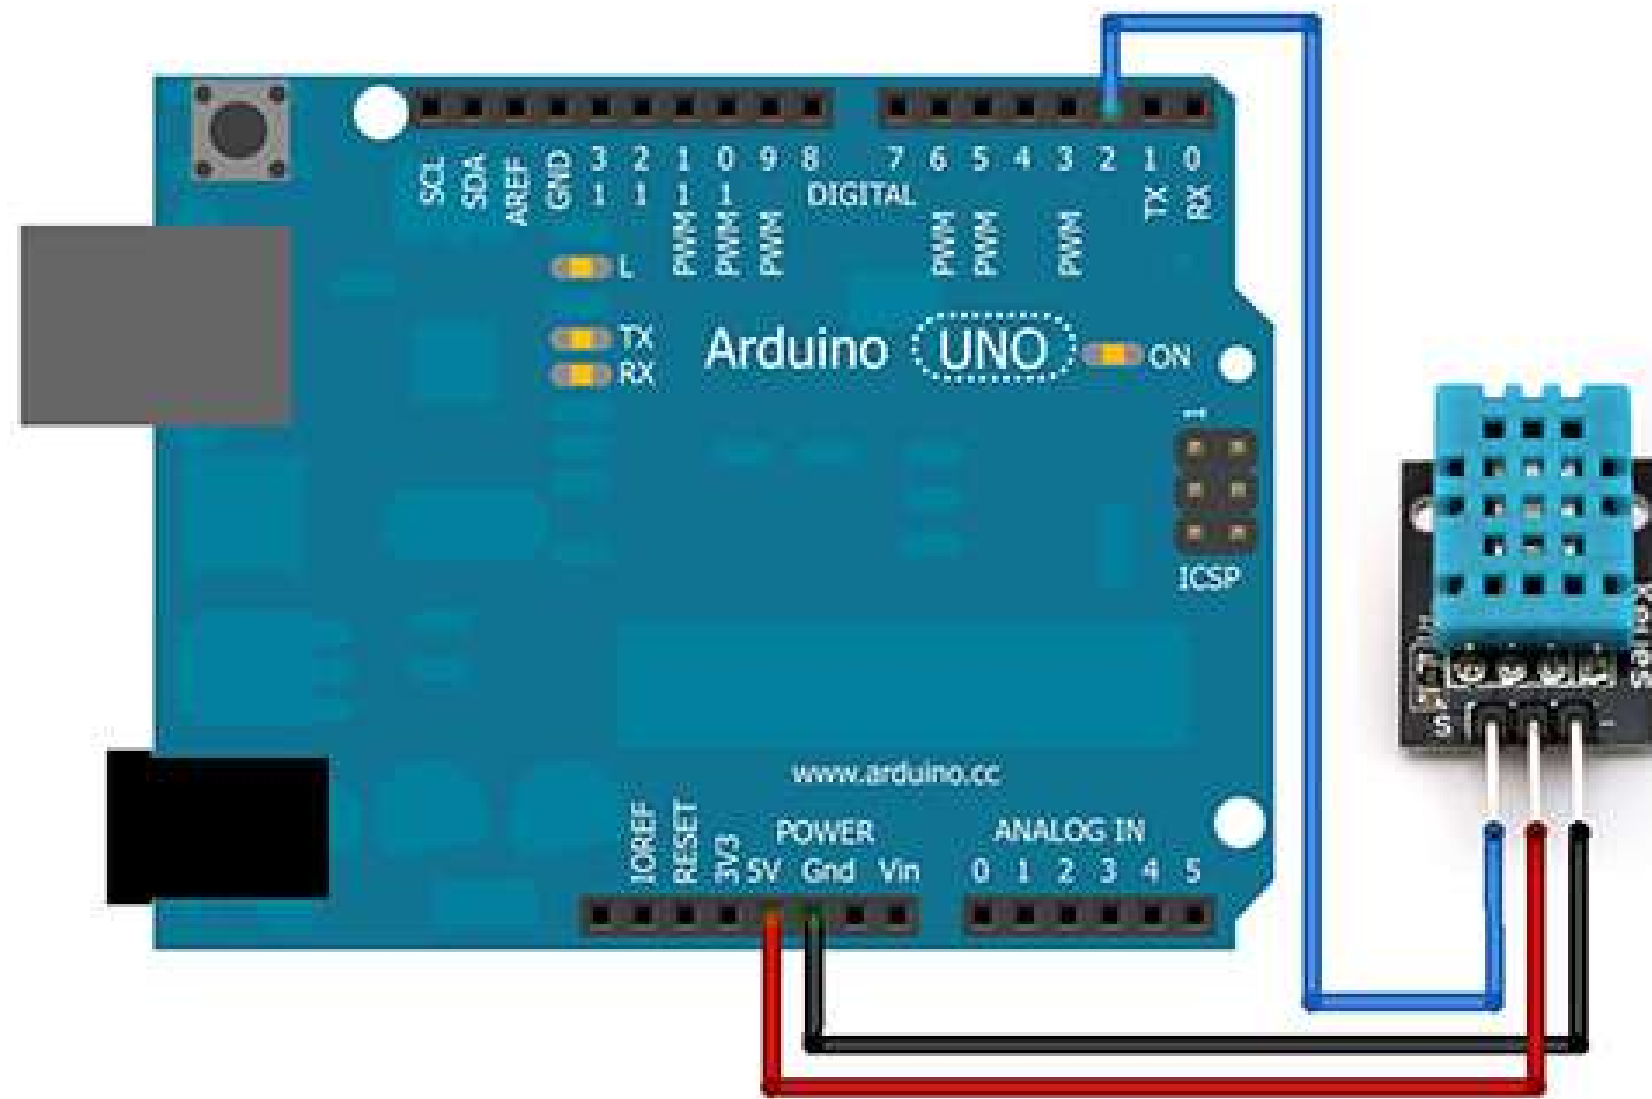 SCL SDA AREF GND 13 12 11 10 9 8 7 6 5 4 3 2 1 0
TX RX
DIGITAL
PWM PWM PWM PWM PWM PWM
L
TX
RX
Arduino UNO
ON
1
ICSP
www.arduino.cc
POWER
ANALOG IN
IOREF RESET 3V3 5V Gnd Vin 0 1 2 3 4 5
S
-